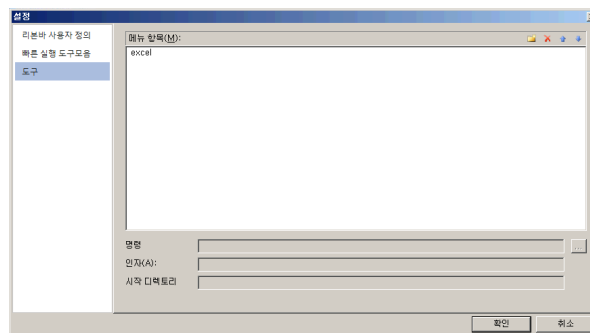 설정
리본바 사용자 정의
빠른 실행 도구모음
도구
메뉴 항목(M):
excel
명령
...
인자(A):
시작 디렉토리
확인
취소